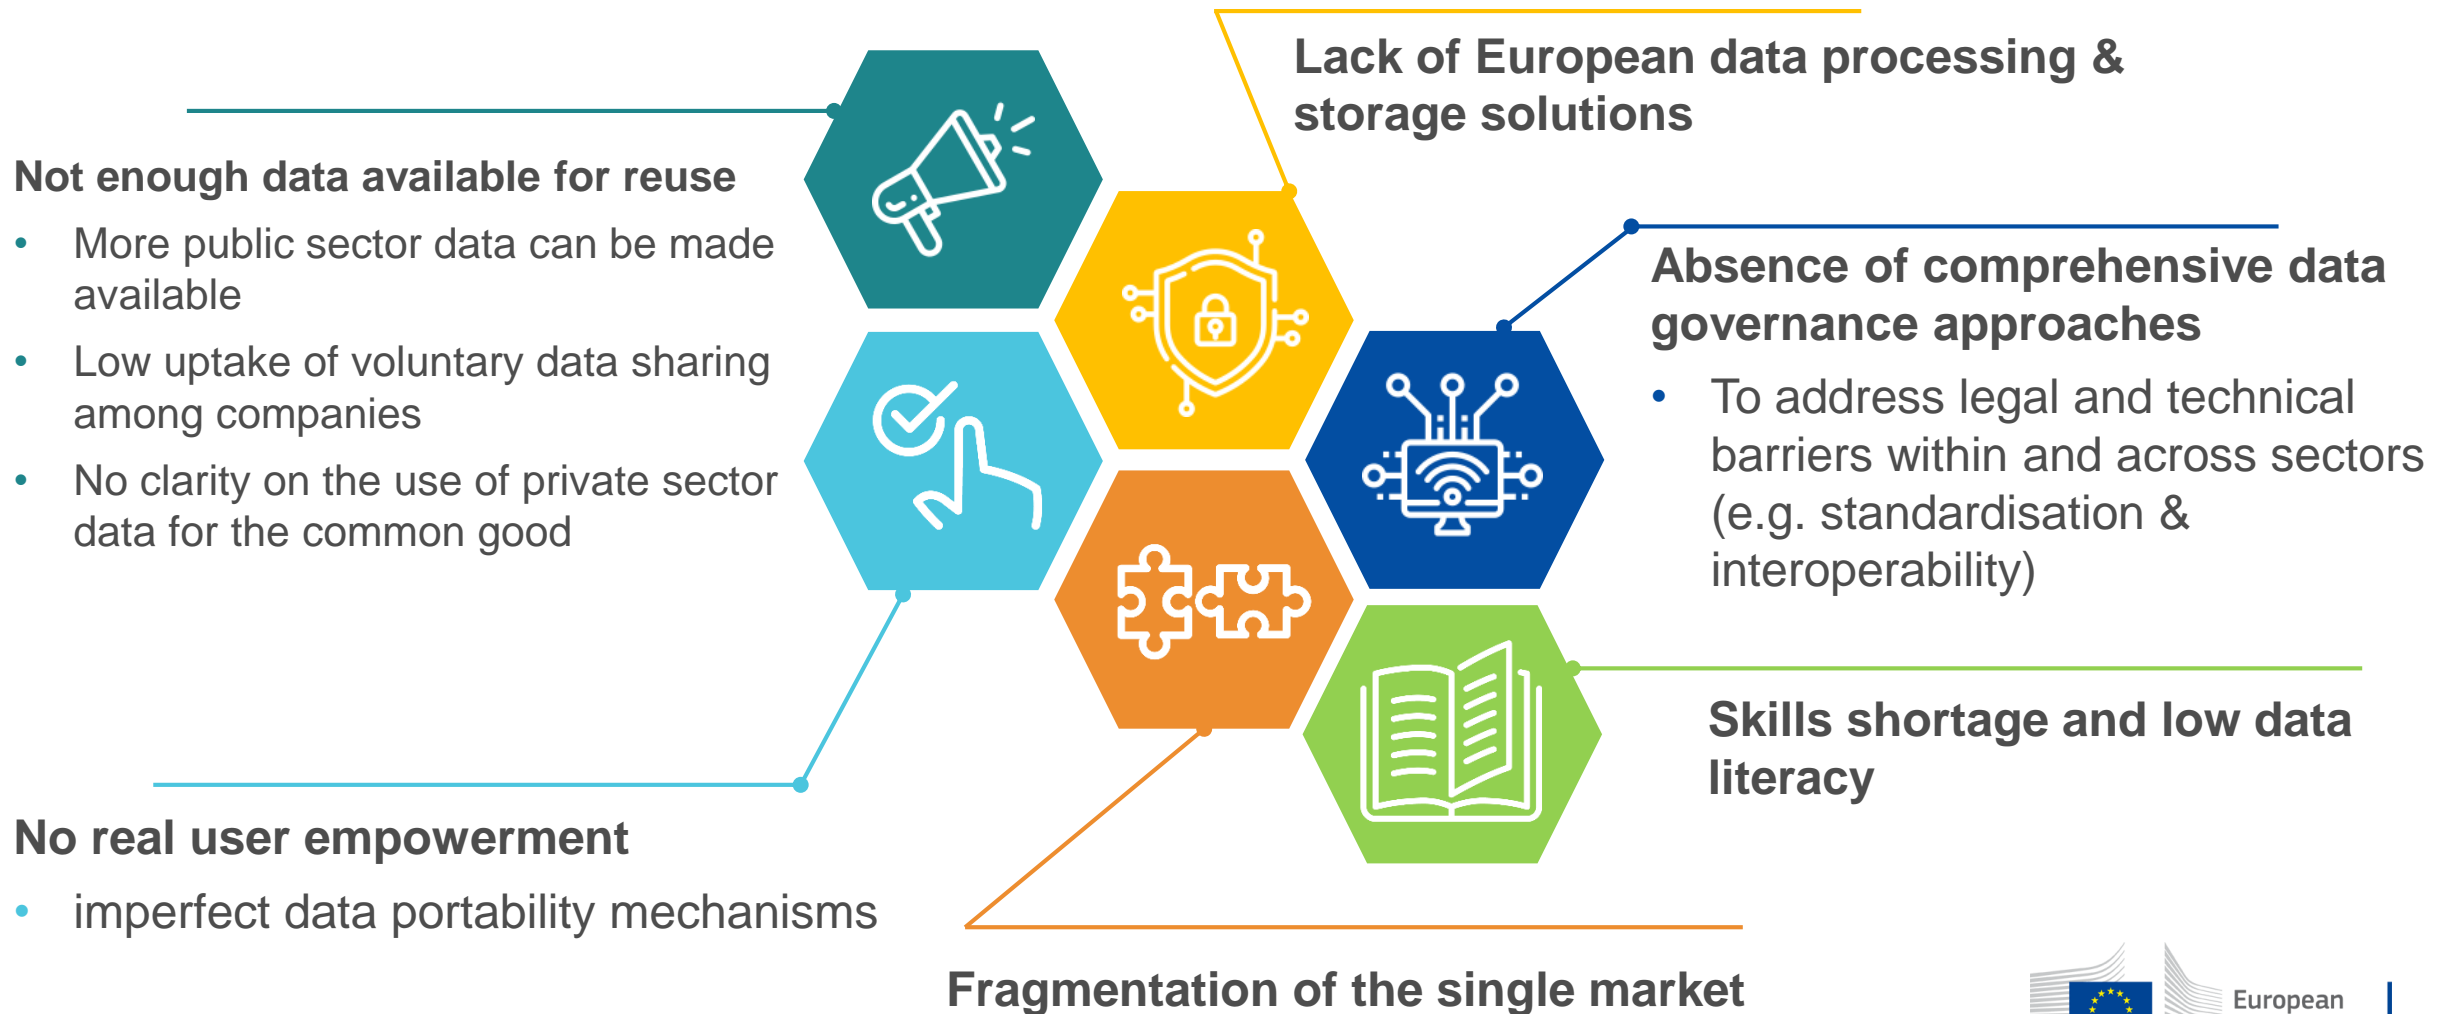 Lack of European data processing &
storage solutions
Not enough data available for reuse
• More public sector data can be made
available
• Low uptake of voluntary data sharing
among companies
• No clarity on the use of private sector
data for the common good
Absence of comprehensive data
governance approaches
• To address legal and technical
barriers within and across sectors
(e.g. standardisation &
interoperability)
Skills shortage and low data
literacy
No real user empowerment
• imperfect data portability mechanisms
Fragmentation of the single market
European